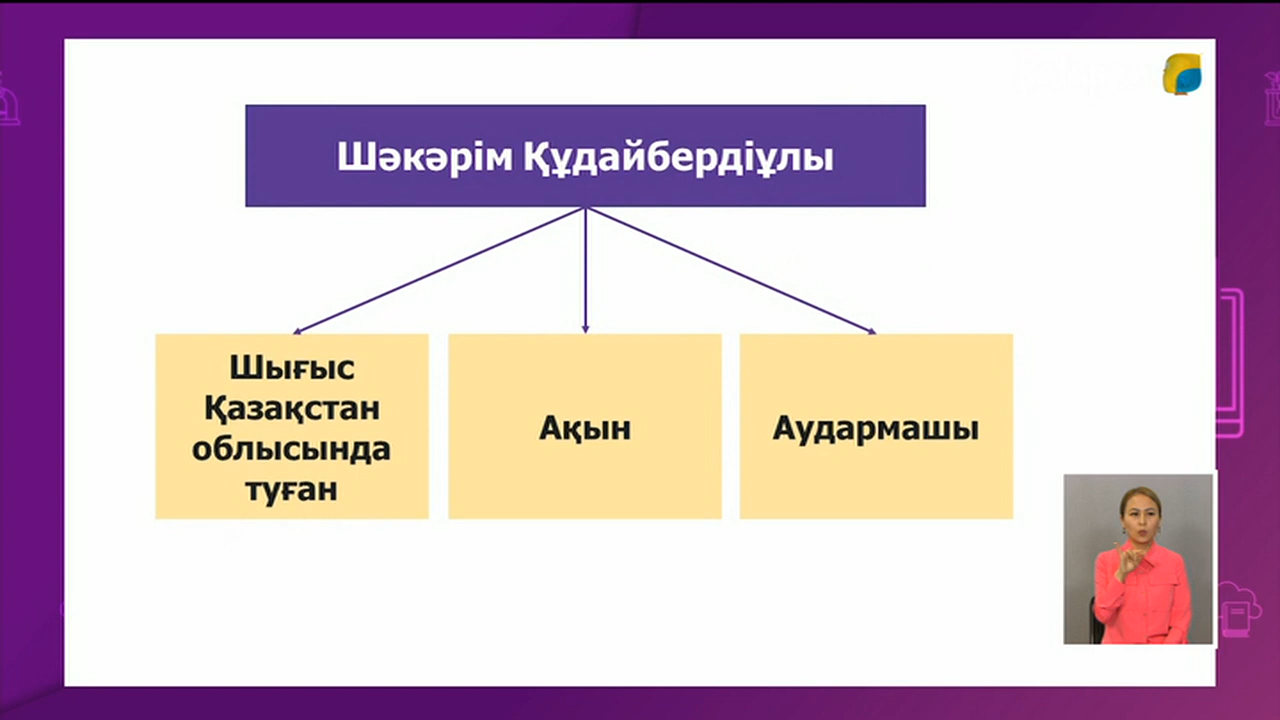 Шәкәрім Құдайбердіұлы
Шығыс
Қазақстан
облысында
туған
Ақын
Аудармашы